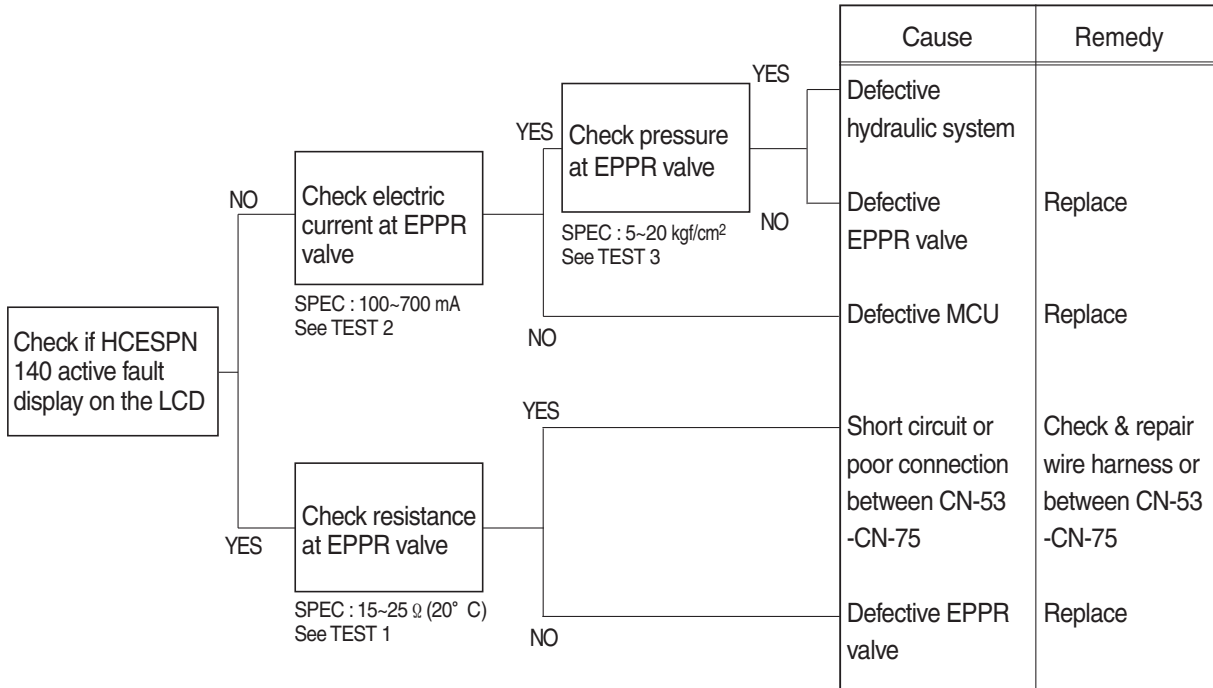 Check if HCESPN
140 active fault
display on the LCD
NO
Check electric
current at EPPR
valve
SPEC : 100~700 mA
See TEST 2
YES
Check pressure
at EPPR valve
SPEC : 5~20 kgf/cm²
See TEST 3
YES
NO
NO
YES
Check resistance
at EPPR valve
SPEC : 15~25 Ω (20° C)
See TEST 1
YES
NO
Cause
Remedy
Defective
hydraulic system
Defective
EPPR valve
Replace
Defective MCU
Replace
Short circuit or
poor connection
between CN-53
-CN-75
Check & repair
wire harness or
between CN-53
-CN-75
Defective EPPR
valve
Replace